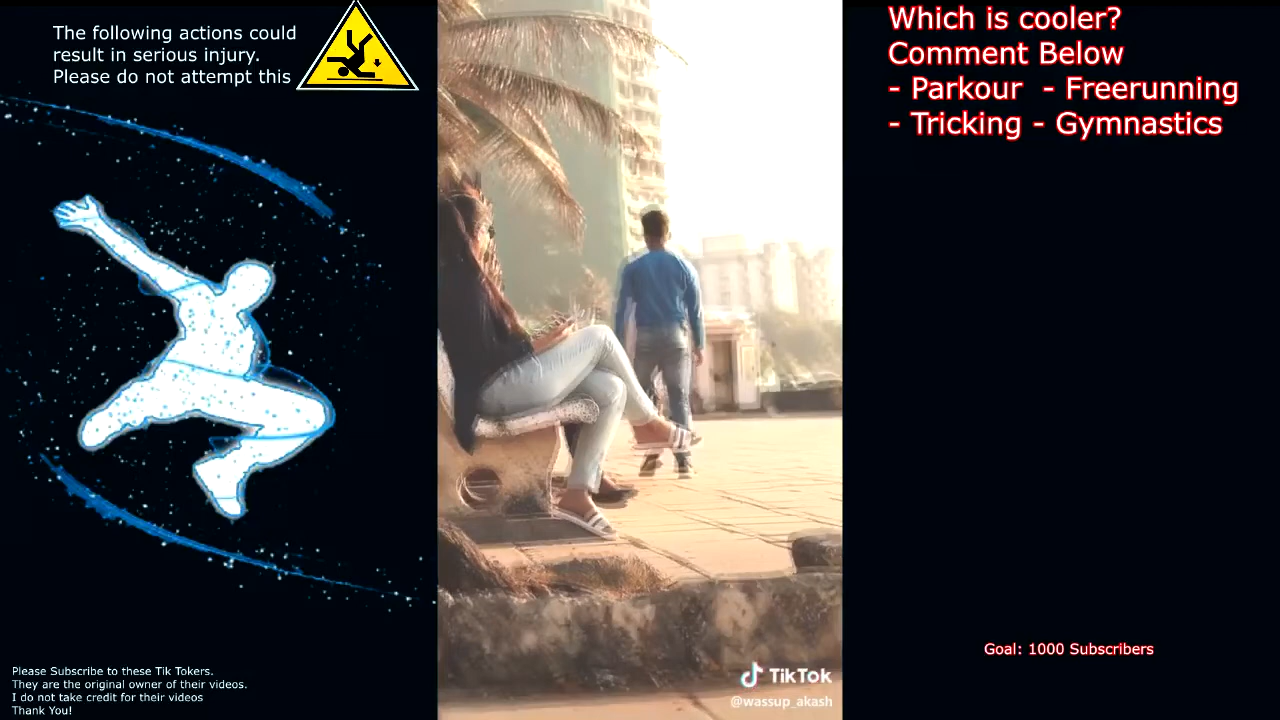 The following actions could
result in serious injury.
Please do not attempt this
Which is cooler?
Comment Below
- Parkour - Freerunning
- Tricking - Gymnastics
Goal: 1000 Subscribers
Please Subscribe to these Tik Tokers.
They are the original owner of their videos.
I do not take credit for their videos
Thank You!
TikTok
@wassup_akash